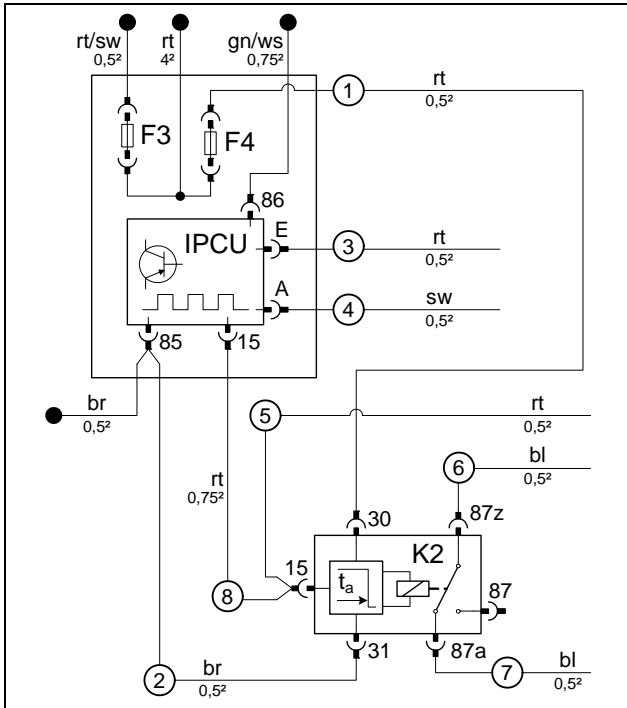 rt/sw
0,5²
rt
4²
gn/ws
0,75²
1
rt
0,5²
F3
F4
86
IPCU
E
3
rt
0,5²
A
4
sw
0,5²
85
15
br
0,5²
5
rt
0,5²
rt
0,75²
6
bl
0,5²
30
87z
K2
15
ta
87
8
31
87a
2
br
0,5²
7
bl
0,5²